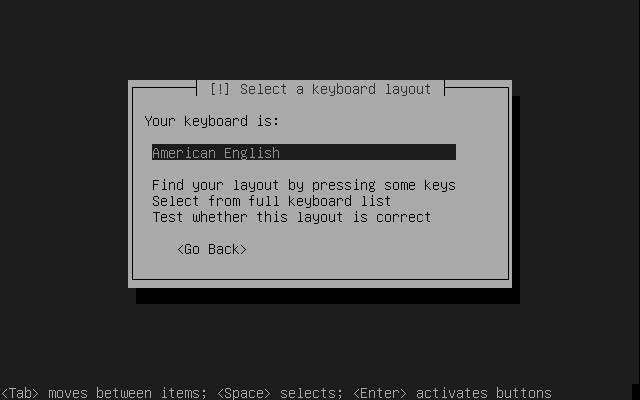 [!] Select a keyboard layout
Your keyboard is:
American English
Find your layout by pressing some keys
Select from full keyboard list
Test whether this layout is correct
<Go Back>
<Tab> moves between items; <Space> selects; <Enter> activates buttons